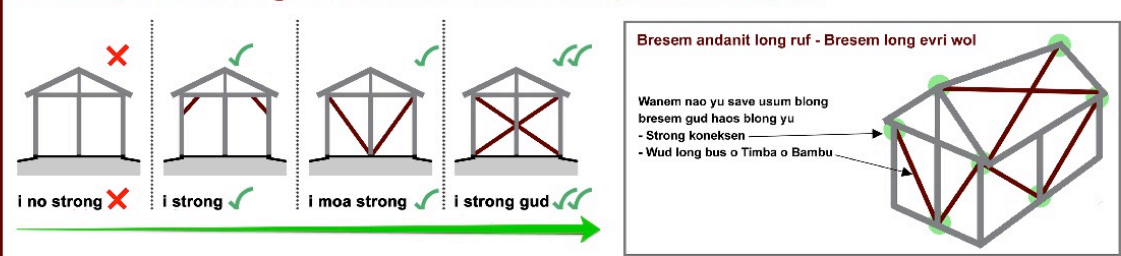 i no strong
i strong
i moa strong
i strong gud
Bresem andanit long ruf - Bresem long evri wol
Wanem nao yu save usum blong
bresem gud haos blong yu
- Strong koneksen
- Wud long bus o Timba o Bambu